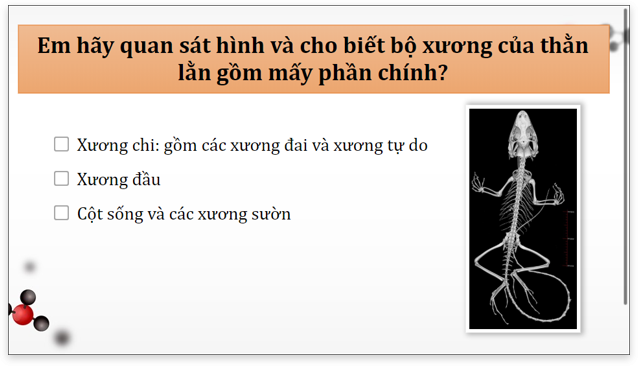 Em hãy quan sát hình và cho biết bộ xương của thằn
lằn gồm mấy phần chính?
Xương chi: gồm các xương đai và xương tự do
Xương đầu
Cột sống và các xương sườn